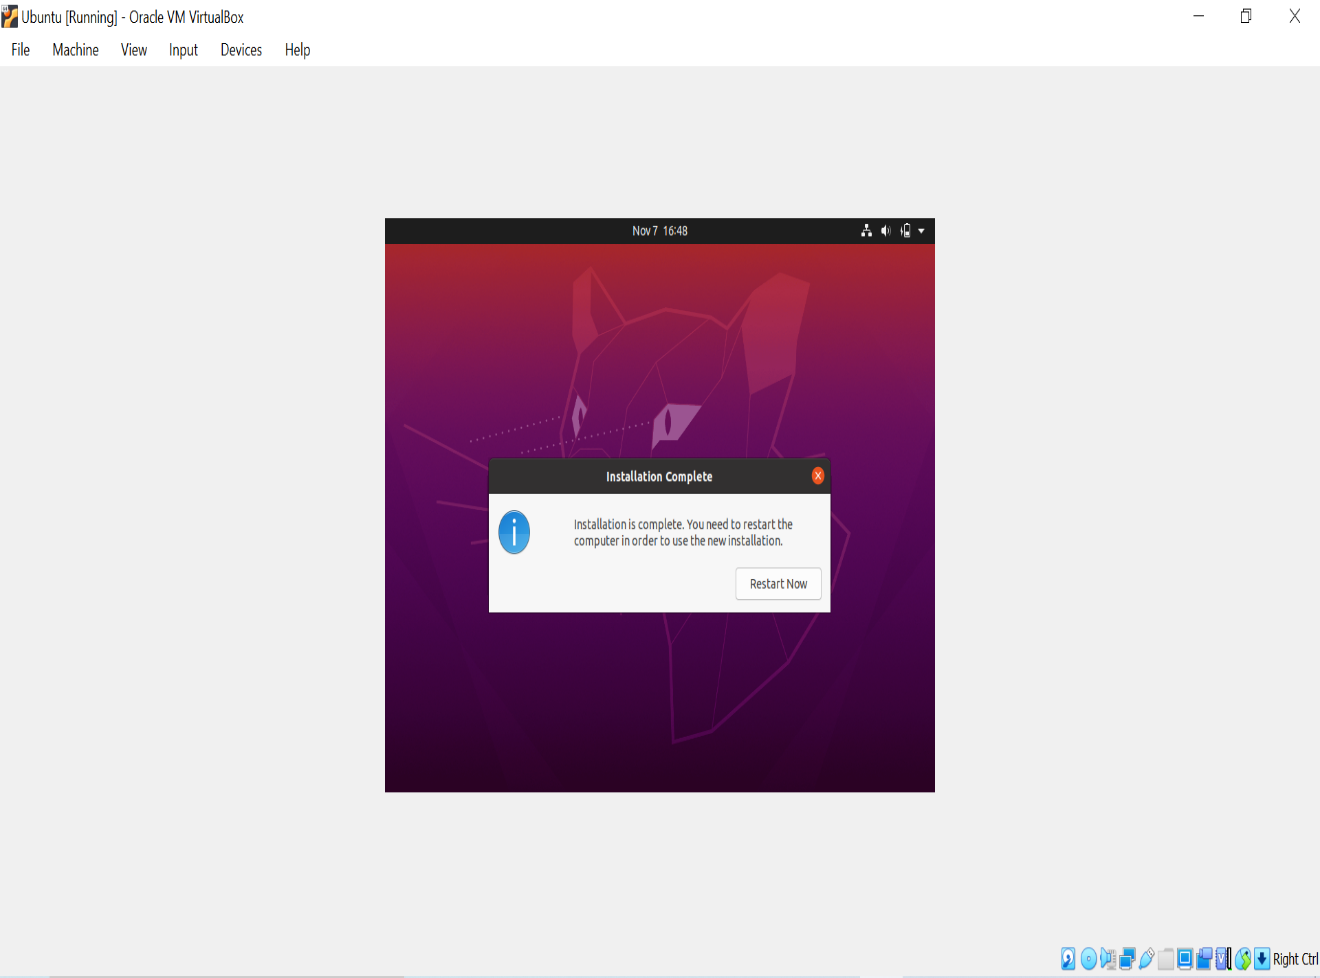 Ubuntu [Running] - Oracle VM VirtualBox
File Machine View Input Devices Help
Nov 7 16:48
Installation Complete
Installation is complete. You need to restart the
computer in order to use the new installation.
Restart Now
Right Ctrl